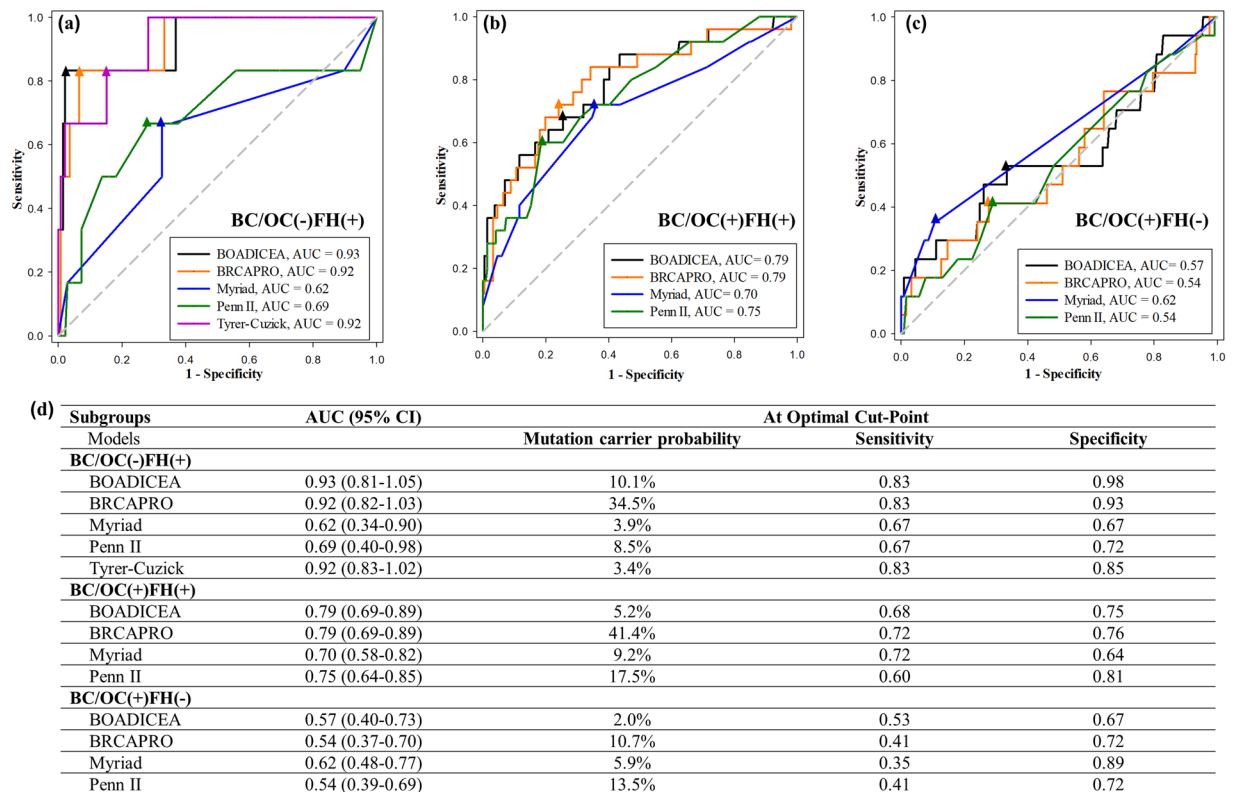 (a)
1.0
0.8
0.6
0.4
0.2
0.0
Sensitivity
BC/OC(-)FH(+)
BOADICEA, AUC = 0.93
BRCAPRO, AUC = 0.92
Myriad, AUC = 0.62
Penn II, AUC = 0.69
Tyrer-Cuzick, AUC = 0.92
0.0 0.2 0.4 0.6 0.8 1.0
1 - Specificity
(b)
1.0
0.8
0.6
0.4
0.2
0.0
Sensitivity
BC/OC(+)FH(+)
BOADICEA, AUC = 0.79
BRCAPRO, AUC = 0.79
Myriad, AUC= 0.70
Penn II, AUC = 0.75
0.0 0.2 0.4 0.6 0.8 1.0
1 - Specificity
(c)
1.0
0.8
0.6
0.4
0.2
0.0
Sensitivity
BC/OC(+)FH(-)
BOADICEA, AUC= 0.57
BRCAPRO, AUC = 0.54
Myriad, AUC = 0.62
Penn II, AUC = 0.54
0.0 0.2 0.4 0.6 0.8 1.0
1 - Specificity
(d)
Subgroups AUC (95% CI) At Optimal Cut-Point
Models Mutation carrier probability Sensitivity Specificity
BC/OC(-)FH(+)
BOADICEA 0.93 (0.81-1.05) 10.1% 0.83 0.98
BRCAPRO 0.92 (0.82-1.03) 34.5% 0.83 0.93
Myriad 0.62 (0.34-0.90) 3.9% 0.67 0.67
Penn II 0.69 (0.40-0.98) 8.5% 0.67 0.72
Tyrer-Cuzick 0.92 (0.83-1.02) 3.4% 0.83 0.85
BC/OC(+)FH(+)
BOADICEA 0.79 (0.69-0.89) 5.2% 0.68 0.75
BRCAPRO 0.79 (0.69-0.89) 41.4% 0.72 0.76
Myriad 0.70 (0.58-0.82) 9.2% 0.72 0.64
Penn II 0.75 (0.64-0.85) 17.5% 0.60 0.81
BC/OC(+)FH(-)
BOADICEA 0.57 (0.40-0.73) 2.0% 0.53 0.67
BRCAPRO 0.54 (0.37-0.70) 10.7% 0.41 0.72
Myriad 0.62 (0.48-0.77) 5.9% 0.35 0.89
Penn II 0.54 (0.39-0.69) 13.5% 0.41 0.72